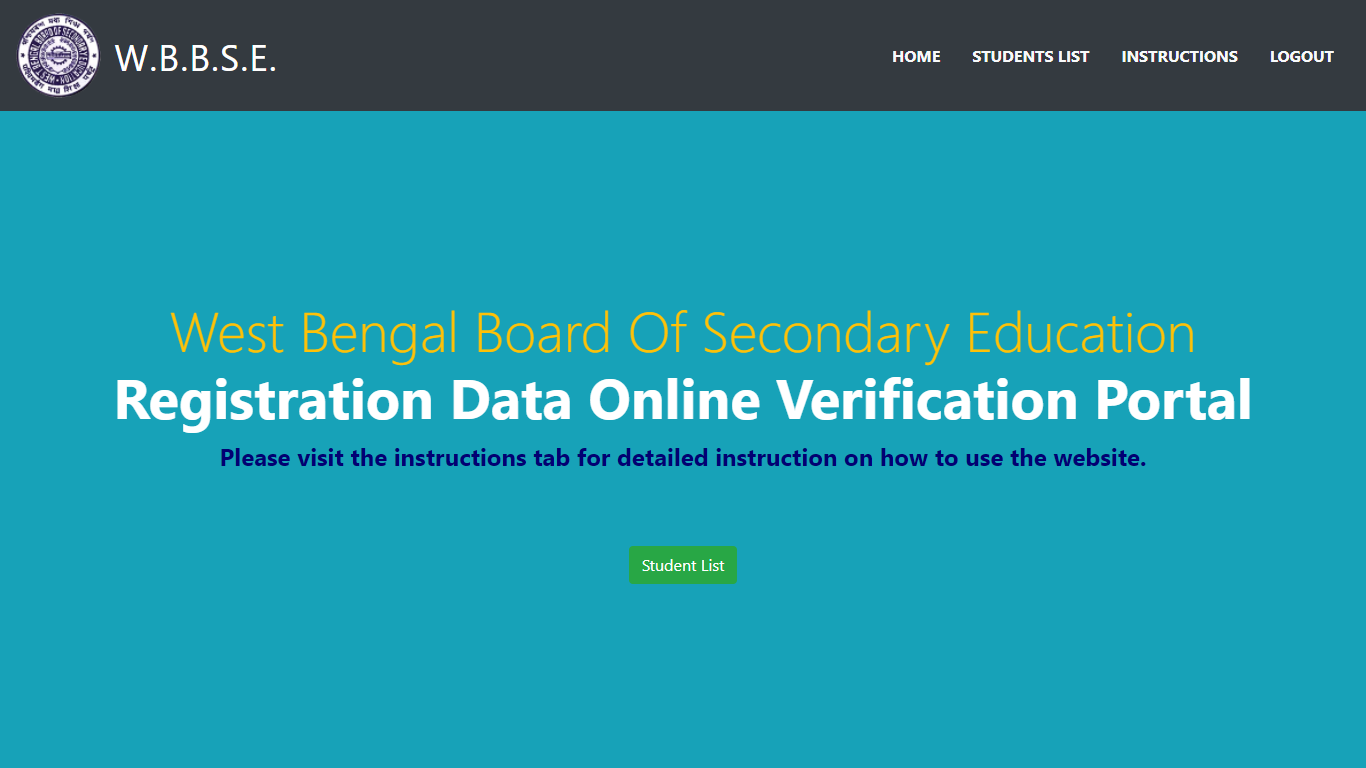 W.B.B.S.E.
HOME STUDENTS LIST INSTRUCTIONS LOGOUT
West Bengal Board Of Secondary Education
Registration Data Online Verification Portal
Please visit the instructions tab for detailed instruction on how to use the website.
Student List